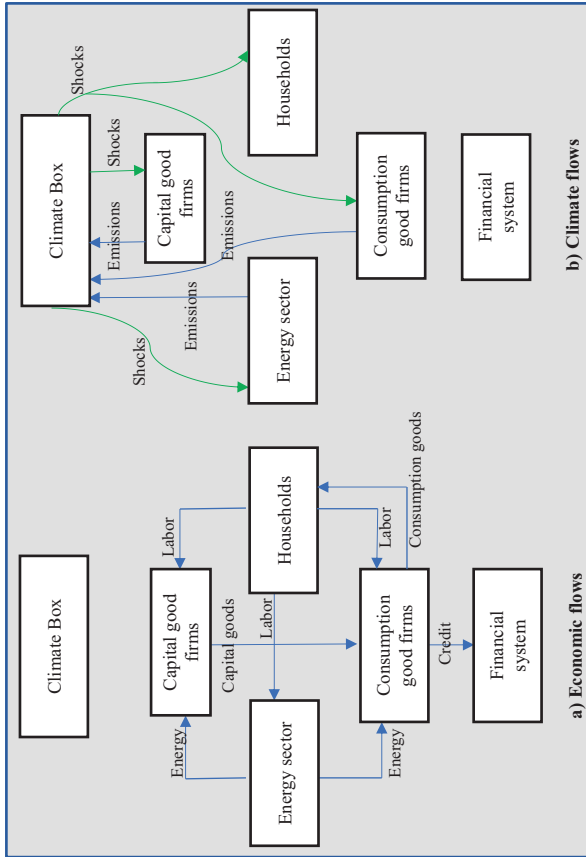 Climate Box
Energy
Capital good
firms
Labor
Capital goods
Labor
Energy sector
Households
Energy
Consumption
good firms
Labor
Consumption goods
Credit
Financial
system
a) Economic flows
Climate Box
Shocks
Emissions
Shocks
Shocks
Capital good
firms
Emissions
Emissions
Energy sector
Households
Consumption
good firms
Financial
system
b) Climate flows